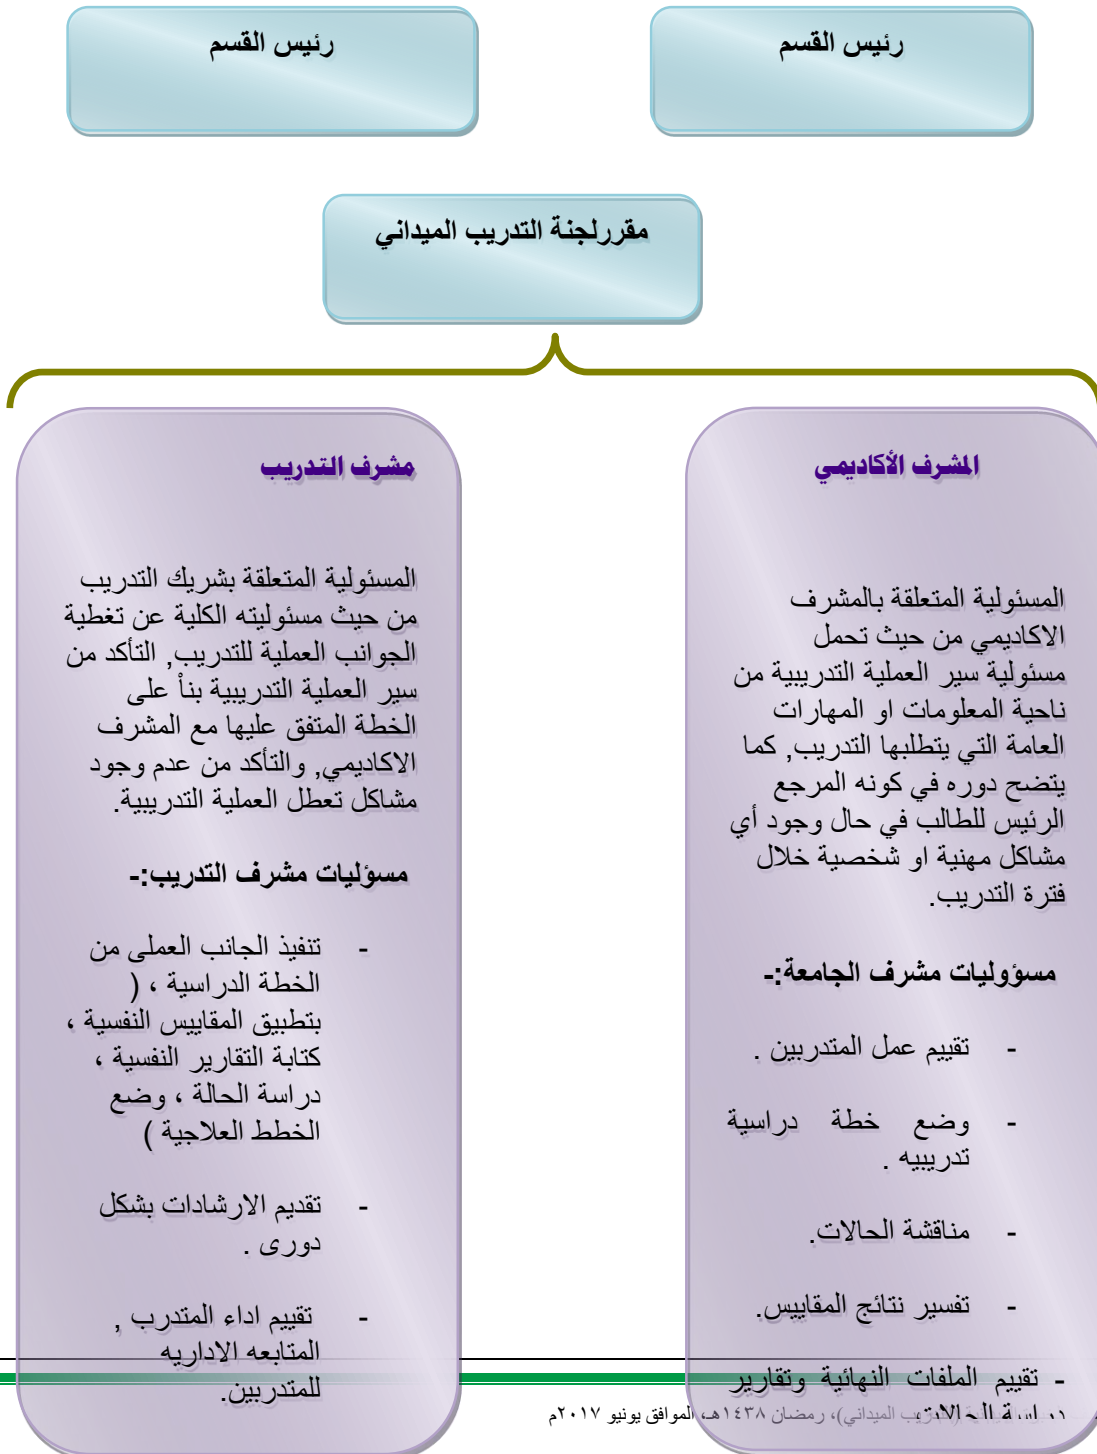 رئيس القسم
رئيس القسم
مقررلجنة التدريب الميداني
المشرف الأكاديمي
المسئولية المتعلقة بالمشرف
الاكاديمي من حيث تحمل
مسئولية سير العملية التدريبية من
ناحية المعلومات او المهارات
العامة التي يتطلبها التدريب, كما
يتضح دوره في كونه المرجع
الرئيس للطالب في حال وجود أي
مشاكل مهنية او شخصية خلال
فترة التدريب.
مسؤوليات مشرف الجامعة:-
- تقييم عمل المتدربين .
- وضع خطة دراسية
تدريبيه .
- مناقشة الحالات.
- تفسير نتائج المقاييس.
- تقييم الملفات النهائية وتقارير
دراسة الحالات
مشرف التدريب
المسئولية المتعلقة بشريك التدريب
من حيث مسئوليته الكلية عن تغطية
الجوانب العملية للتدريب, التأكد من
سير العملية التدريبية بنأ على
الخطة المتفق عليها مع المشرف
الاكاديمي, والتأكد من عدم وجود
مشاكل تعطل العملية التدريبية.
مسؤليات مشرف التدريب:-
- تنفيذ الجانب العملى من
الخطة الدراسية ، (
بتطبيق المقاييس النفسية ،
كتابة التقارير النفسية ،
دراسة الحالة ، وضع
الخطط العلاجية )
- تقديم الارشادات بشكل
دورى .
- تقييم اداء المتدرب ,
المتابعه الاداريه
للمتدربين.
الميداني)، رمضان ١٤٣٨هـ، الموافق يونيو ٢٠١٧م